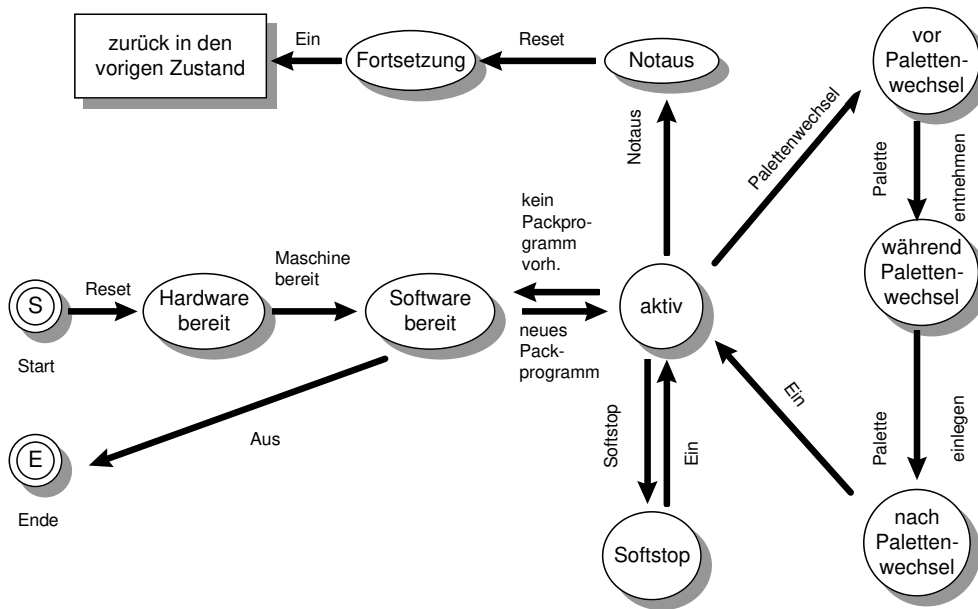 zurück in den
vorigen Zustand
Ein
Fortsetzung
Reset
Notaus
vor
Paletten-
wechsel
Notaus
Palettenwechsel
Palette
entnehmen
kein
Packpro-
gramm
vorh.
während
Paletten-
wechsel
Maschine
bereit
S
Reset
Hardware
bereit
Software
bereit
aktiv
neues
Pack-
programm
Start
Aus
Softstop
Ein
Ein
Palette
einlegen
E
Ende
Softstop
nach
Paletten-
wechsel